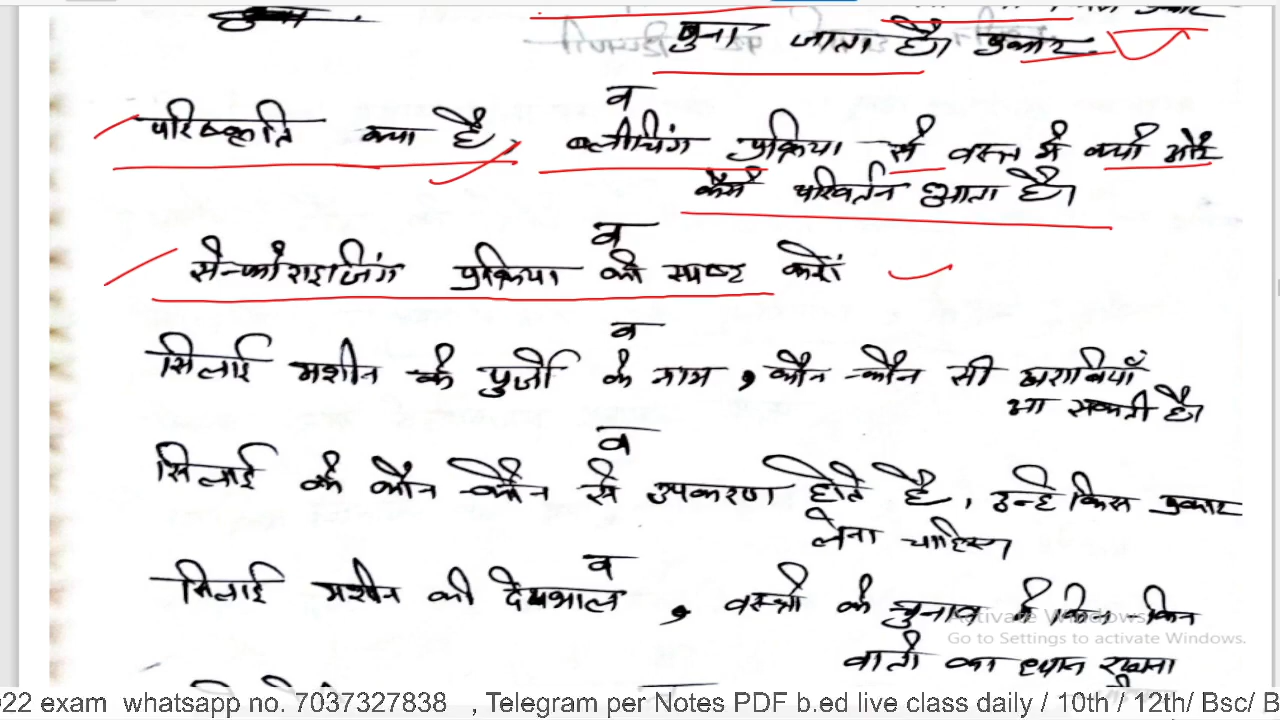 बुना जाता है। प्रकार
व
परिष्कृति क्या है, ब्लीचिंग प्रक्रिया से वस्त्र में क्यों और
कैसे परिवर्तन आता है।
व
सेन्फोराइजिंग प्रक्रिया को स्पष्ट करों
व
सिलाई मशीन के पुर्जो के नाम, कौन-कौन सी खराबियाँ
आ सकती है।
व
सिलाई के कौन-कौन से उपकरण होते है, उन्हे किस प्रकार
लेना चाहिए।
व
सिलाई मशीन की देखभाल, वस्त्रो के चुनाव में किन-किन
बातो का ध्यान रखना
Activate Windows
Go to Settings to activate Windows.
022 exam whatsapp no. 7037327838 , Telegram per Notes PDF b.ed live class daily / 10th / 12th/ Bsc/ B